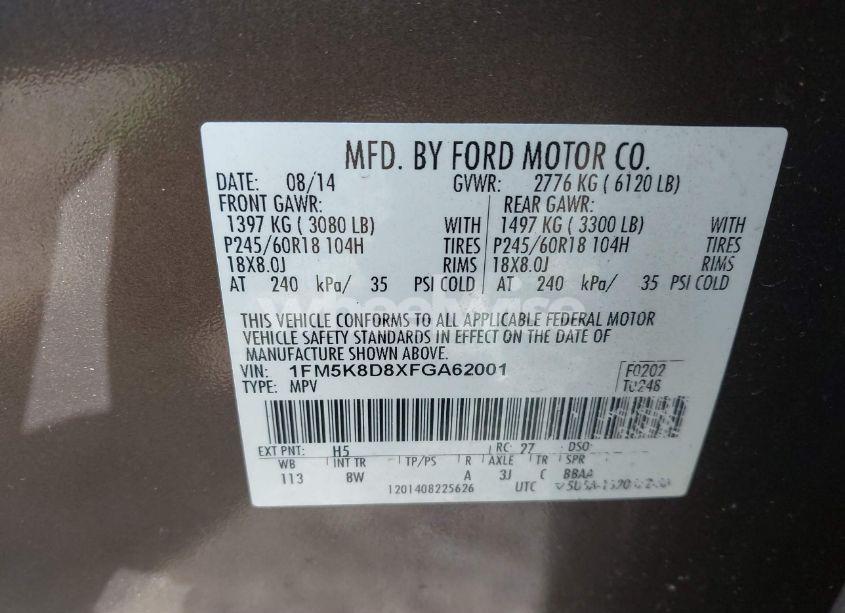 MFD. BY FORD MOTOR CO.
DATE: 08/14 GVWR: 2776 KG ( 6120 LB)
FRONT GAWR: REAR GAWR:
1397 KG ( 3080 LB) WITH 1497 KG ( 3300 LB) WITH
P245/60R18 104H TIRES P245/60R18 104H TIRES
18X8.0J RIMS 18X8.0J RIMS
AT 240 kPa/ 35 PSI COLD AT 240 kPa/ 35 PSI COLD
wheelwise
THIS VEHICLE CONFORMS TO ALL APPLICABLE FEDERAL MOTOR
VEHICLE SAFETY STANDARDS IN EFFECT ON THE DATE OF
MANUFACTURE SHOWN ABOVE.
VIN: 1FM5K8D8XFGA62001 F0202
TYPE: MPV T0248
EXT PNT: H5 RC: 27 DSO:
WB INT TR TP/PS R AXLE TR SPR
113 8W A 3J C BBAA
1201408225626 UTC